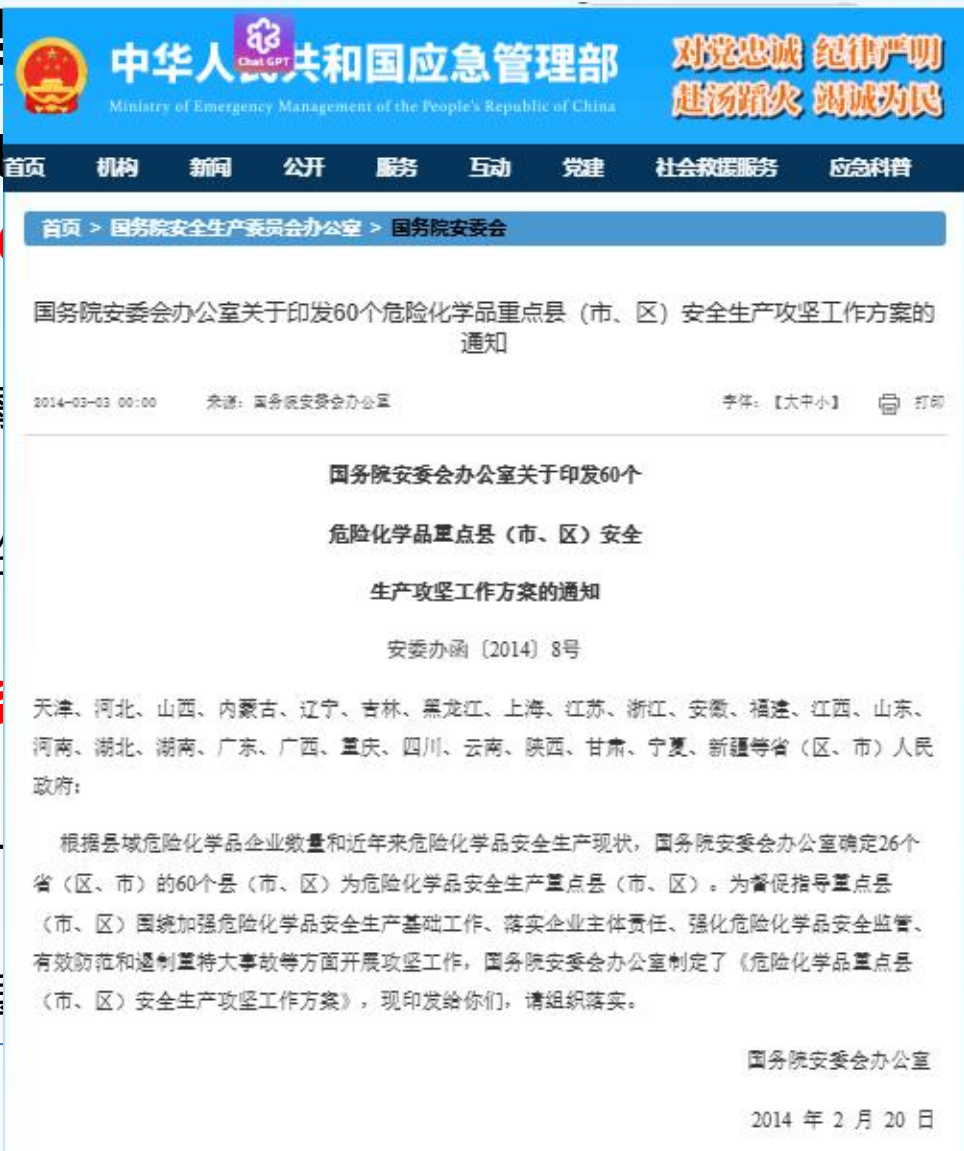 中华人民共和国应急管理部
Chat GPT
Ministry of Emergency Management of the People's Republic of China
对党忠诚 纪律严明
赴汤蹈火 竭诚为民
首页 机构 新闻 公开 服务 互动 党建 社会救援服务 应急科普
首页 > 国务院安全生产委员会办公室 > 国务院安委会
国务院安委会办公室关于印发60个危险化学品重点县（市、区）安全生产攻坚工作方案的
通知
2014-03-03 00:00 来源：国务院安委会办公室 字体：【大中小】 打印
国务院安委会办公室关于印发60个
危险化学品重点县（市、区）安全
生产攻坚工作方案的通知
安委办函〔2014〕8号
天津、河北、山西、内蒙古、辽宁、吉林、黑龙江、上海、江苏、浙江、安徽、福建、江西、山东、
河南、湖北、湖南、广东、广西、重庆、四川、云南、陕西、甘肃、宁夏、新疆等省（区、市）人民
政府：
根据县域危险化学品企业数量和近年来危险化学品安全生产现状，国务院安委会办公室确定26个
省（区、市）的60个县（市、区）为危险化学品安全生产重点县（市、区）。为督促指导重点县
（市、区）围绕加强危险化学品安全生产基础工作、落实企业主体责任、强化危险化学品安全监管、
有效防范和遏制重特大事故等方面开展攻坚工作，国务院安委会办公室制定了《危险化学品重点县
（市、区）安全生产攻坚工作方案》，现印发给你们，请组织落实。
国务院安委会办公室
2014 年 2 月 20 日